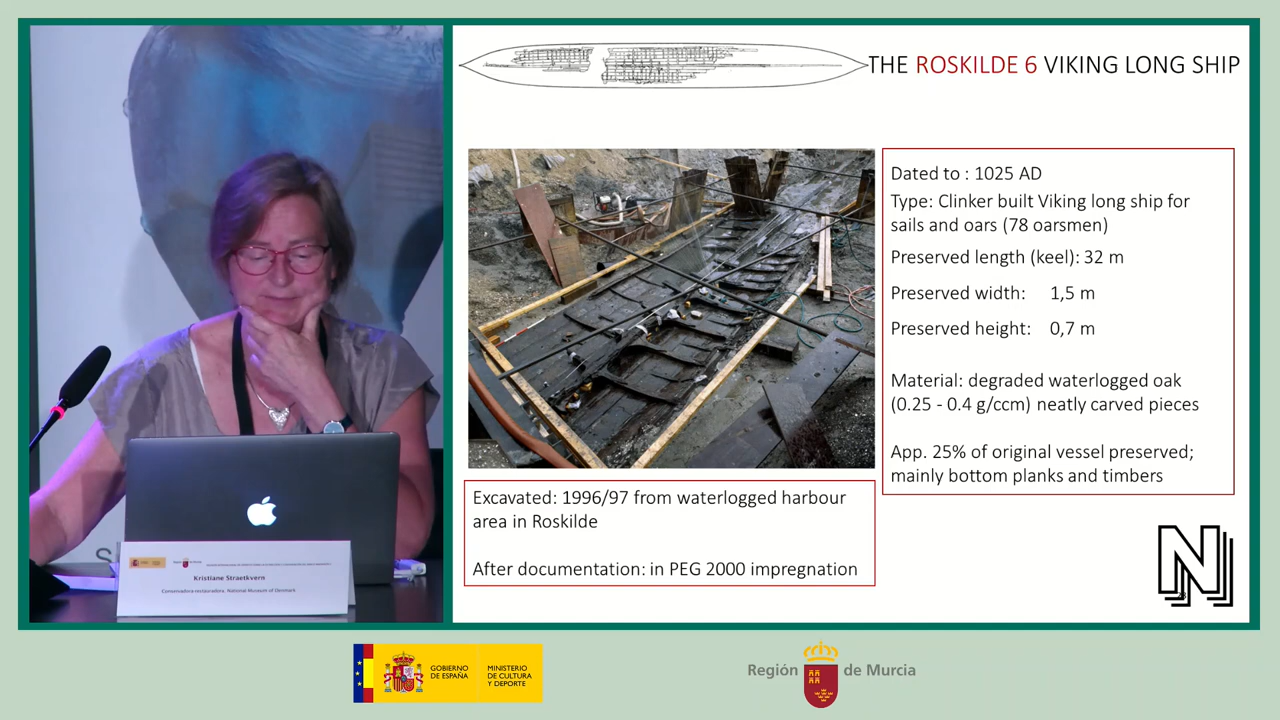 THE ROSKILDE 6 VIKING LONG SHIP
Dated to : 1025 AD
Type: Clinker built Viking long ship for
sails and oars (78 oarsmen)
Preserved length (keel): 32 m
Preserved width: 1,5 m
Preserved height: 0,7 m
Material: degraded waterlogged oak
(0.25 - 0.4 g/ccm) neatly carved pieces
App. 25% of original vessel preserved;
mainly bottom planks and timbers
Excavated: 1996/97 from waterlogged harbour
area in Roskilde
After documentation: in PEG 2000 impregnation
N
Kristiane Straetkvern
Conservadora-restauradora. National Museum of Denmark
GOBIERNO
DE ESPAÑA
MINISTERIO
DE CULTURA
Y DEPORTE
Región de Murcia